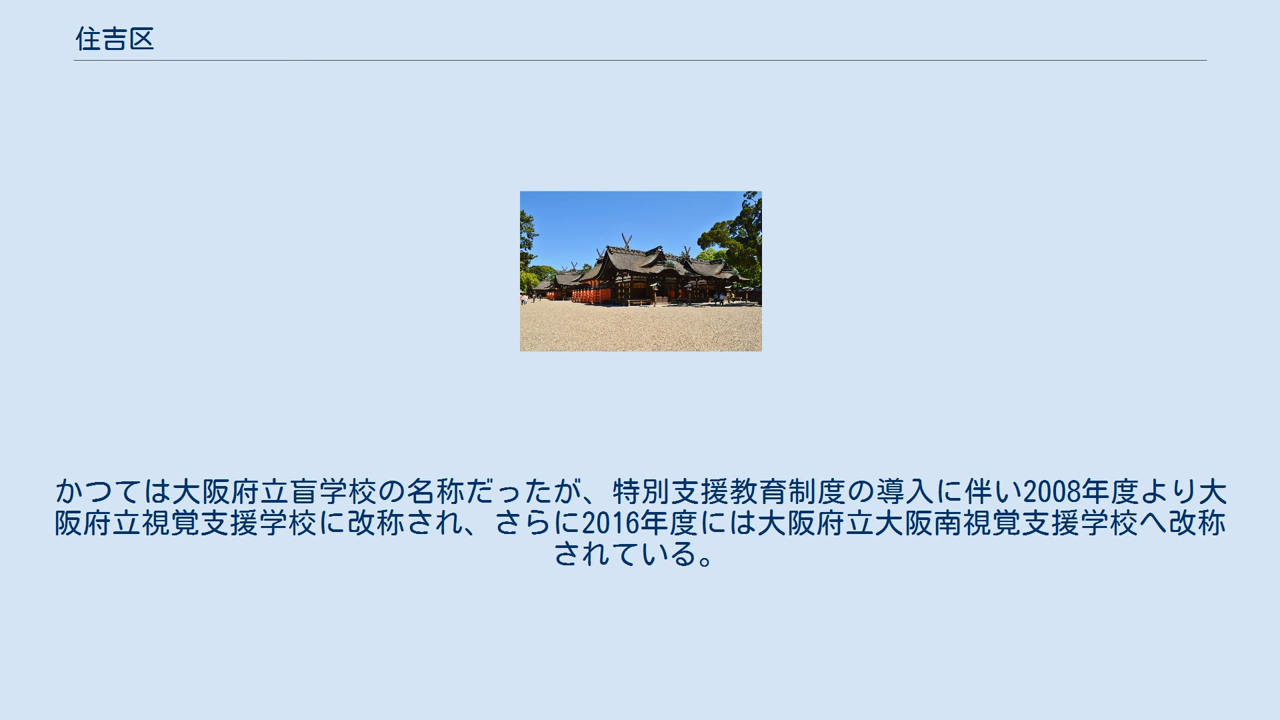 住吉区
かつては大阪府立盲学校の名称だったが、特別支援教育制度の導入に伴い2008年度より大
阪府立視覚支援学校に改称され、さらに2016年度には大阪府立大阪南視覚支援学校へ改称
されている。